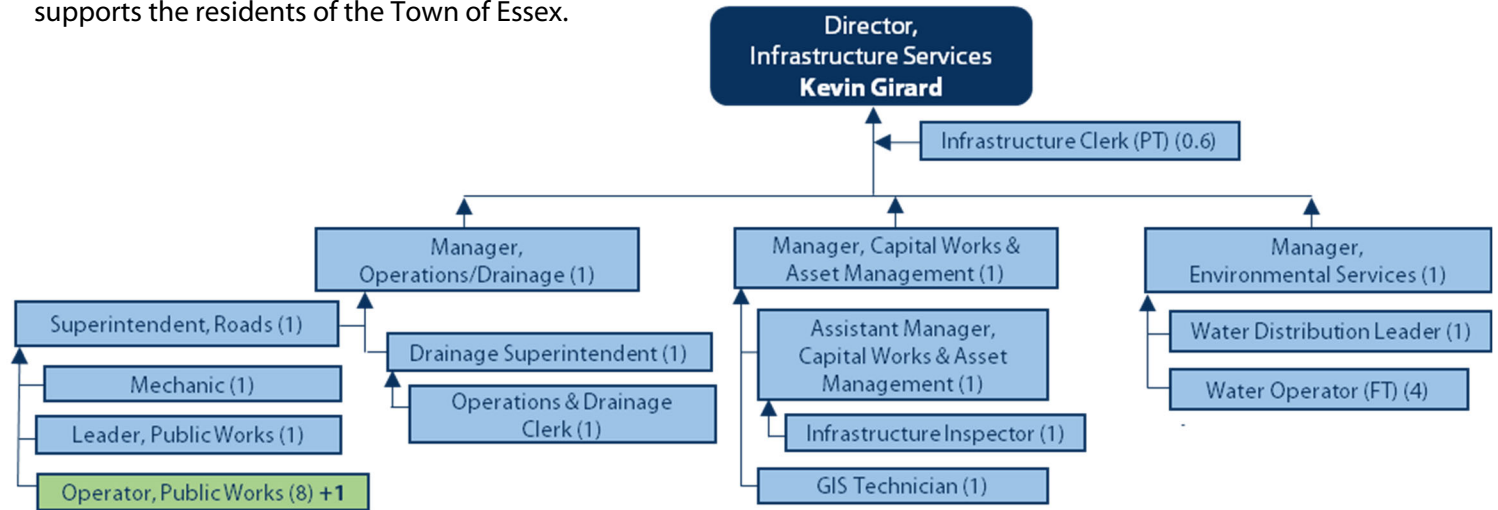 supports the residents of the Town of Essex.
Director,
Infrastructure Services
Kevin Girard
Infrastructure Clerk (PT) (0.6)
Manager,
Operations/Drainage (1)
Manager, Capital Works &
Asset Management (1)
Manager,
Environmental Services (1)
Superintendent, Roads (1)
Mechanic (1)
Leader, Public Works (1)
Operator, Public Works (8) +1
Drainage Superintendent (1)
Operations & Drainage
Clerk (1)
Assistant Manager,
Capital Works & Asset
Management (1)
Infrastructure Inspector (1)
GIS Technician (1)
Water Distribution Leader (1)
Water Operator (FT) (4)